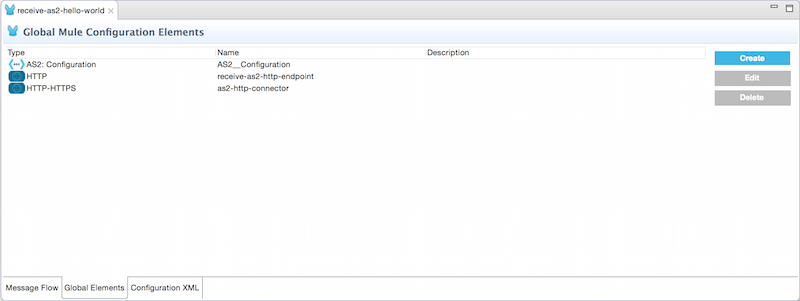 receive-as2-hello-world
Global Mule Configuration Elements
Type Name Description
AS2: Configuration AS2__Configuration
HTTP receive-as2-http-endpoint
HTTP-HTTPS as2-http-connector
Create
Edit
Delete
Message Flow Global Elements Configuration XML